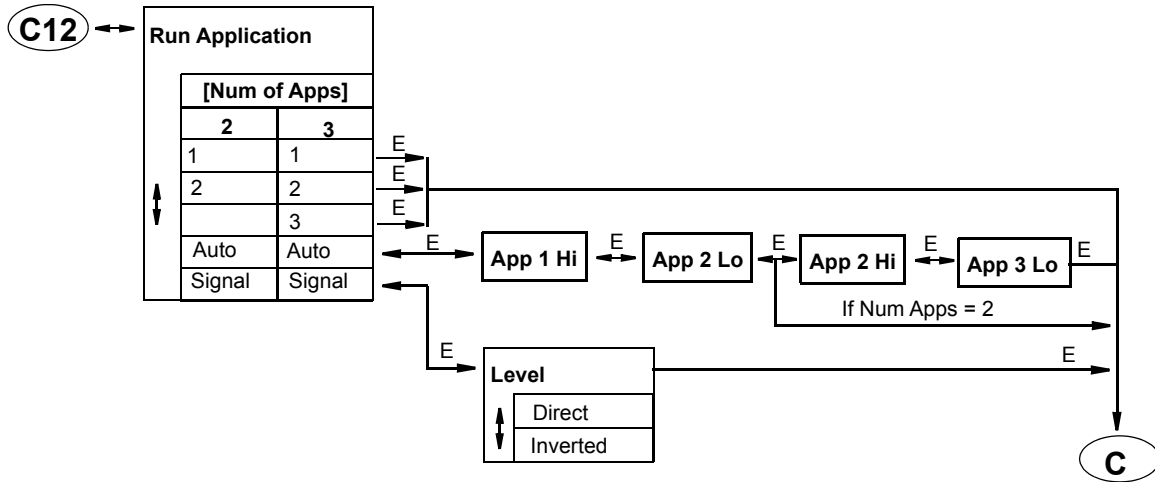 C12
Run Application
[Num of Apps]
2 3
1 1 E
2 2 E
3 E
Auto Auto E App 1 Hi E App 2 Lo E App 2 Hi E App 3 Lo E
Signal Signal
If Num Apps = 2
E E
Level
Direct
Inverted
C